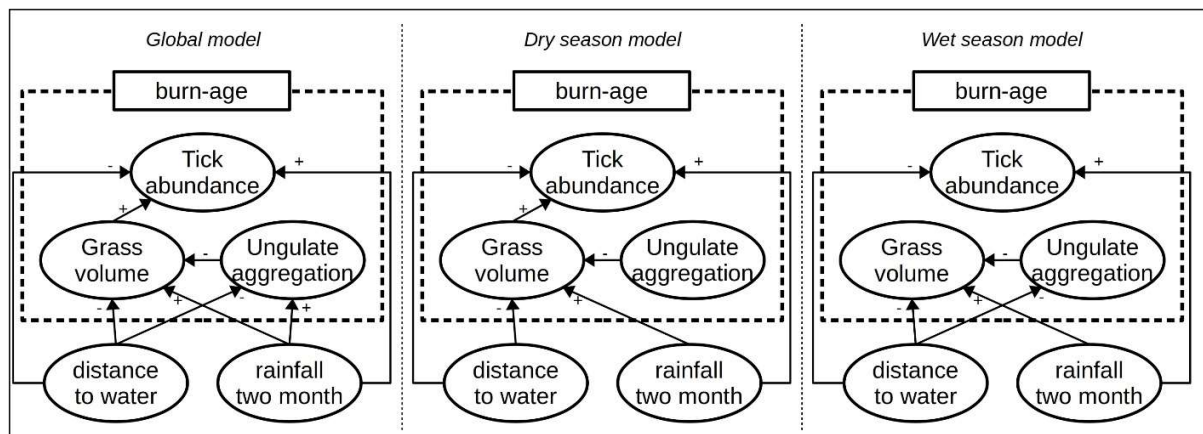 Global model
burn-age
Tick
abundance
-
+
+
Grass
volume
-
Ungulate
aggregation
-
+
-
+
distance
to water
rainfall
two month
Dry season model
burn-age
Tick
abundance
-
+
+
Grass
volume
-
Ungulate
aggregation
-
+
distance
to water
rainfall
two month
Wet season model
burn-age
Tick
abundance
-
+
Grass
volume
-
Ungulate
aggregation
-
+
-
distance
to water
rainfall
two month